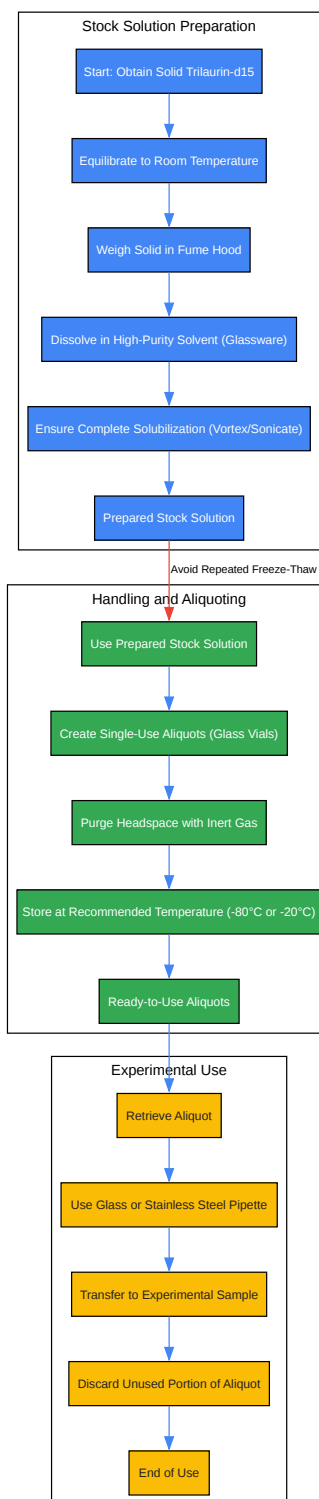 Stock Solution Preparation
Start: Obtain Solid Trilaurin-d15
Equilibrate to Room Temperature
Weigh Solid in Fume Hood
Dissolve in High-Purity Solvent (Glassware)
Ensure Complete Solubilization (Vortex/Sonicate)
Prepared Stock Solution
Avoid Repeated Freeze-Thaw
Handling and Aliquoting
Use Prepared Stock Solution
Create Single-Use Aliquots (Glass Vials)
Purge Headspace with Inert Gas
Store at Recommended Temperature (-80°C or -20°C)
Ready-to-Use Aliquots
Experimental Use
Retrieve Aliquot
Use Glass or Stainless Steel Pipette
Transfer to Experimental Sample
Discard Unused Portion of Aliquot
End of Use